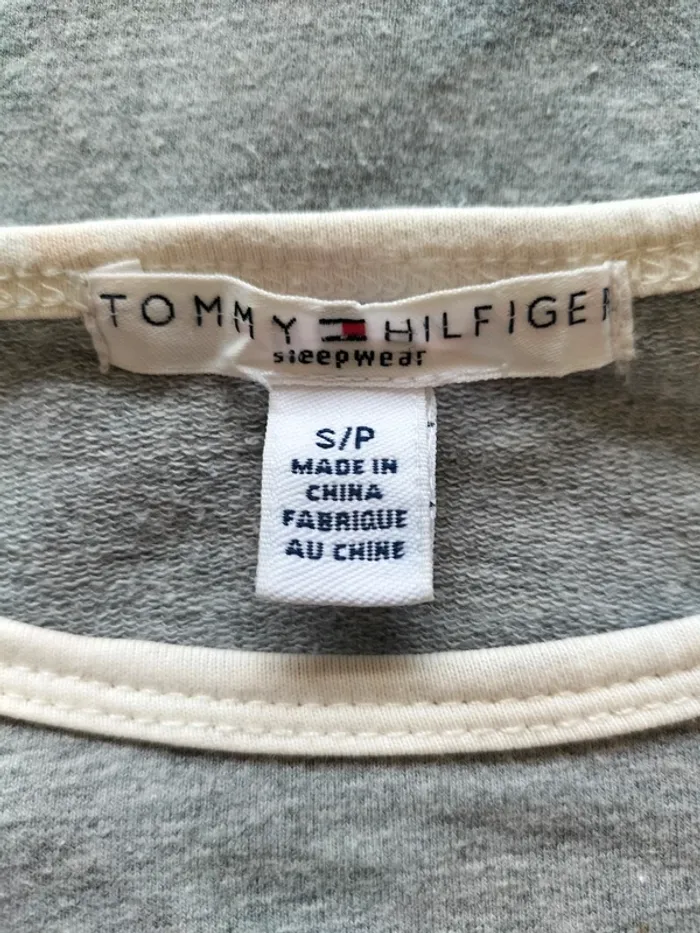 TOMMY HILFIGER
sleepwear
S/P
MADE IN
CHINA
FABRIQUE
AU CHINE